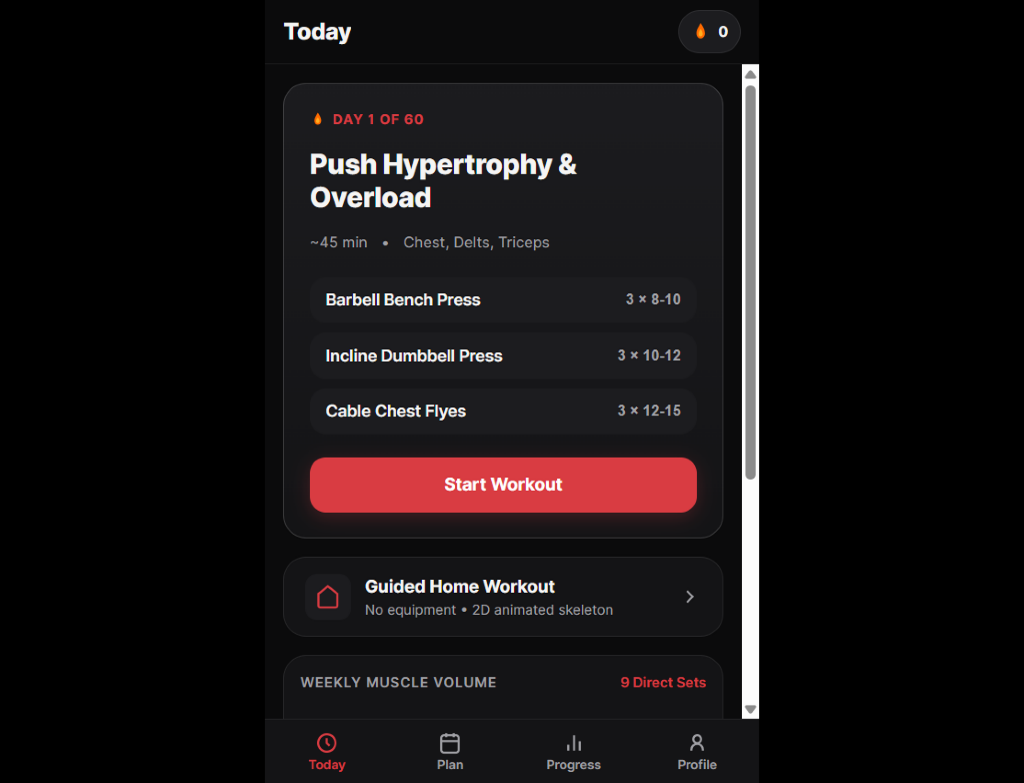 Today
0
DAY 1 OF 60
Push Hypertrophy &
Overload
~45 min • Chest, Delts, Triceps
Barbell Bench Press 3 × 8-10
Incline Dumbbell Press 3 × 10-12
Cable Chest Flyes 3 × 12-15
Start Workout
Guided Home Workout
No equipment • 2D animated skeleton
WEEKLY MUSCLE VOLUME 9 Direct Sets
Today Plan Progress Profile